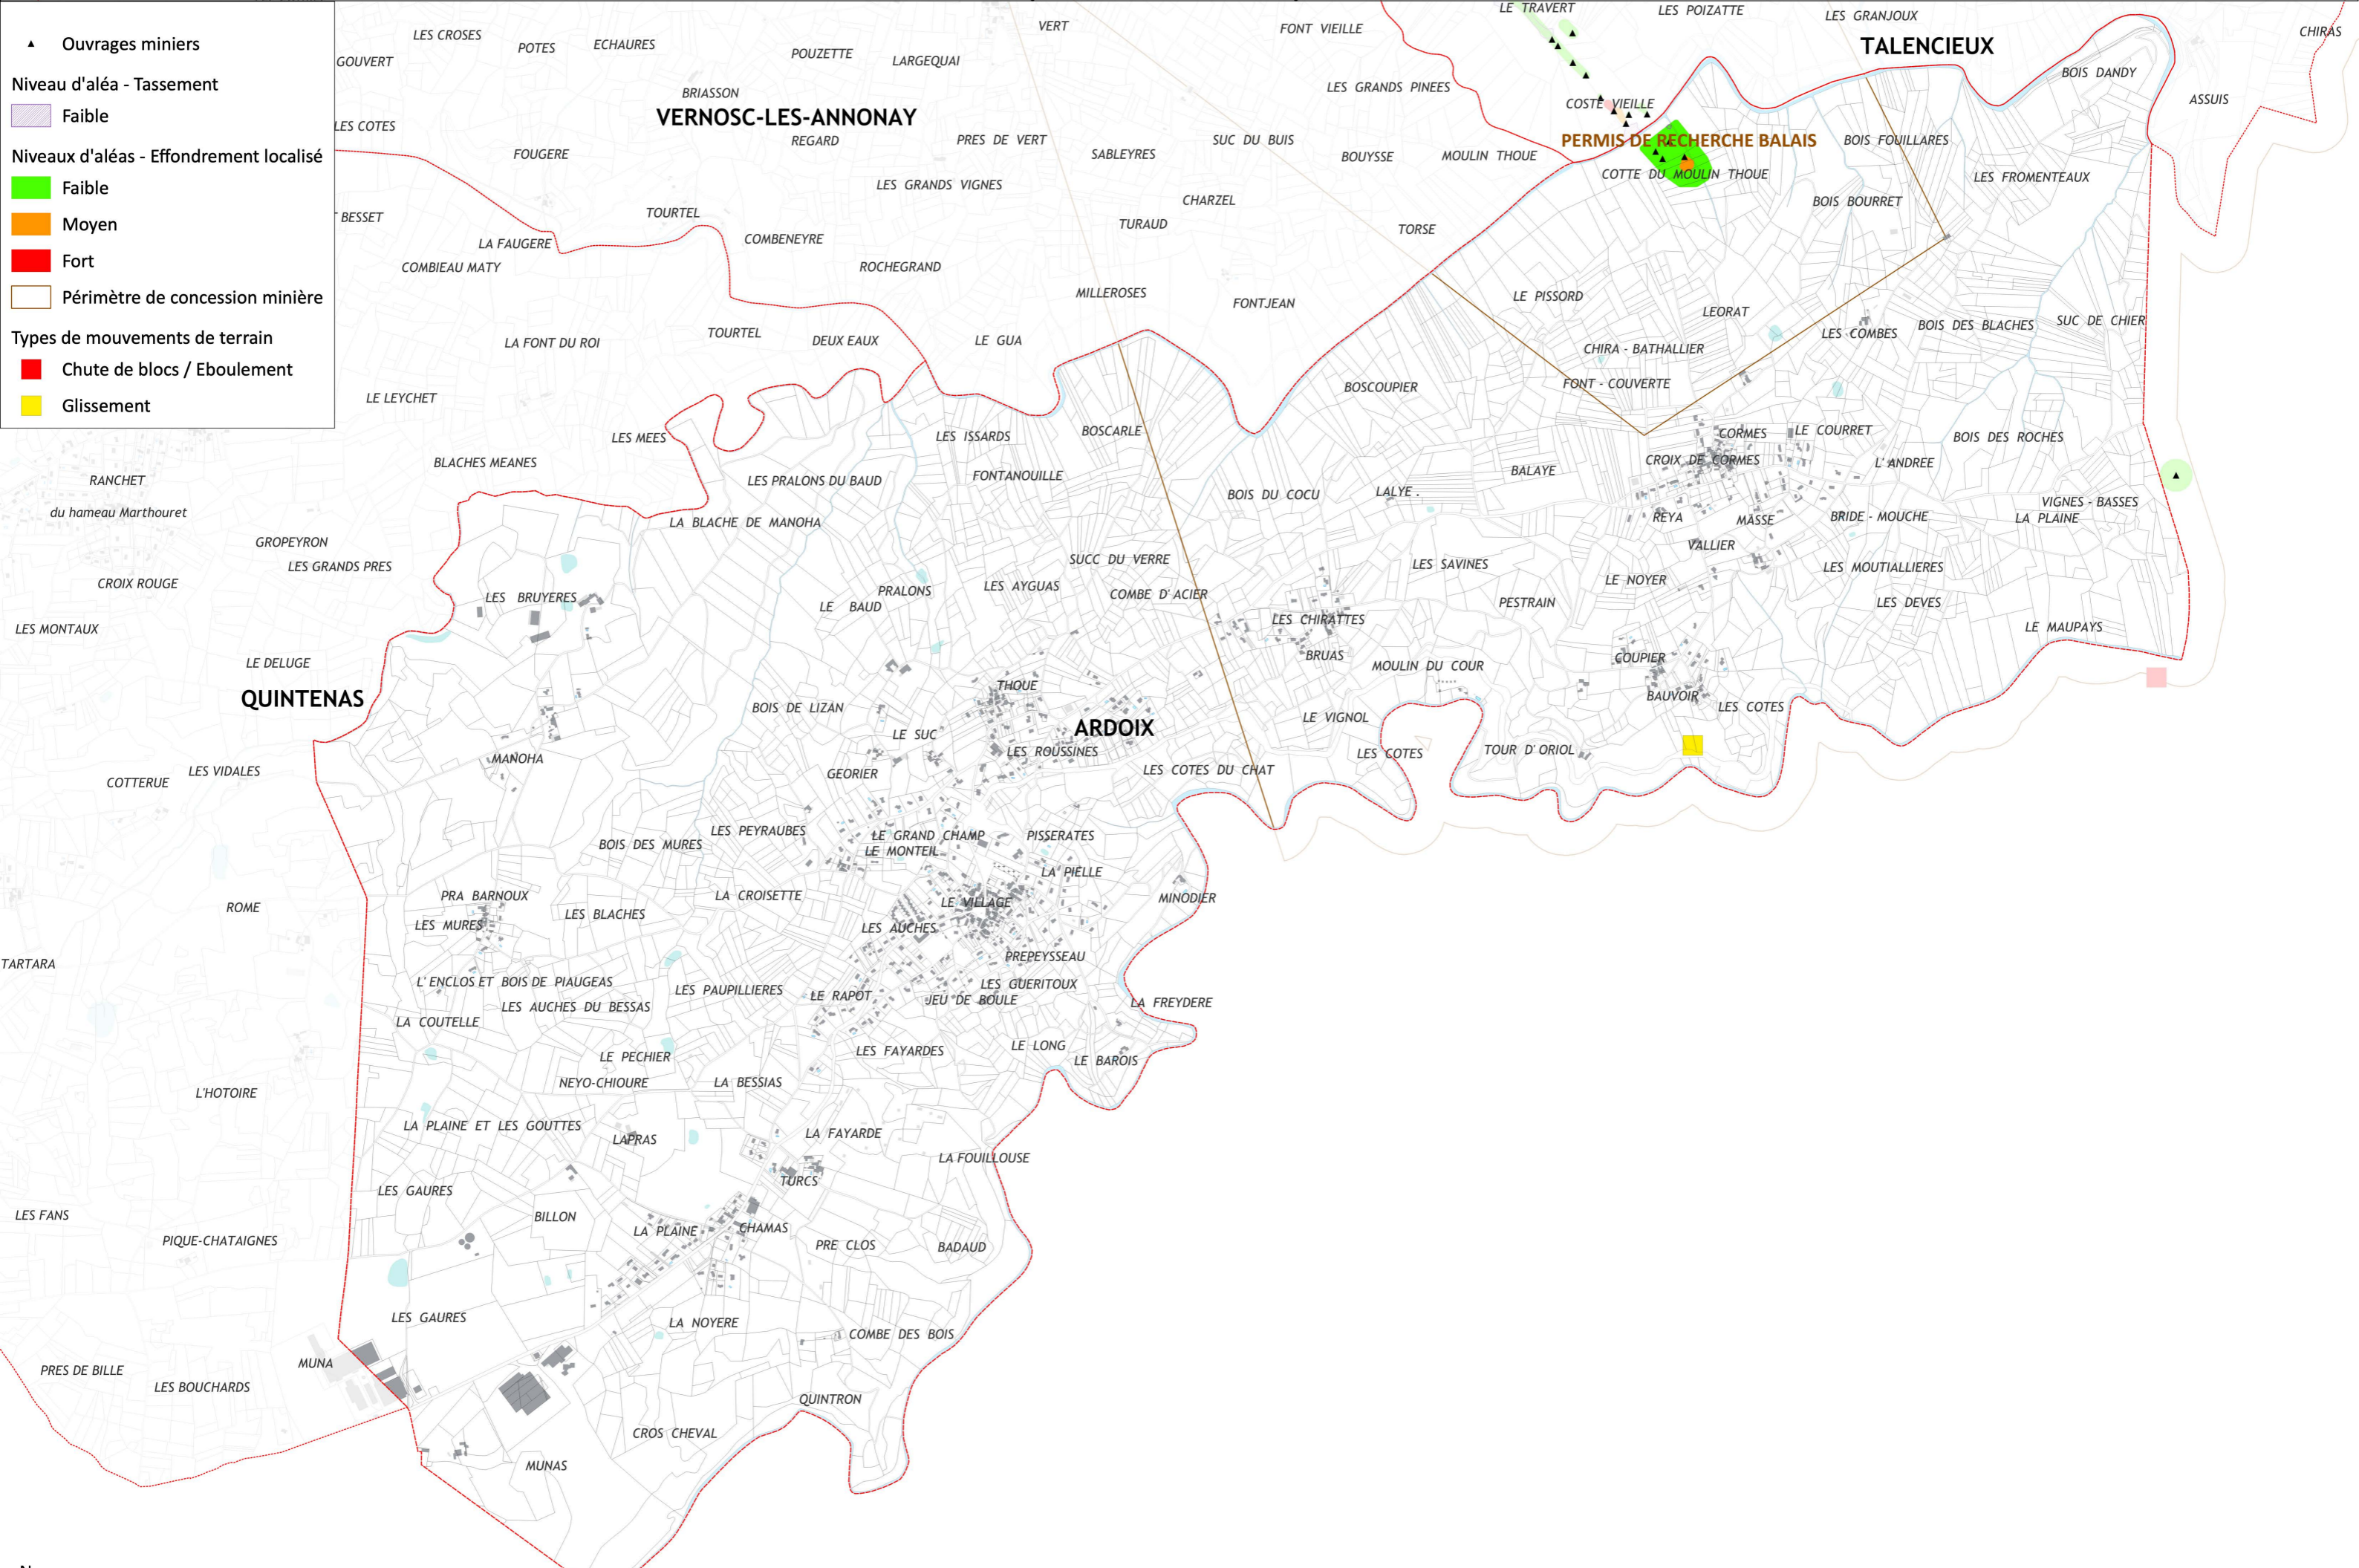 Ouvrages miniers
Niveau d'aléa - Tassement
Faible
Niveaux d'aléas - Effondrement localisé
Faible
Moyen
Fort
Périmètre de concession minière
Types de mouvements de terrain
Chute de blocs / Eboulement
Glissement
LE TRAVERT
LES POIZATTE
LES GRANJOUX
CHIRAS
VERT
FONT VIEILLE
LES CROSES
POTES
ECHAURES
POUZETTE
LARGEQUAI
GOUVERT
TALENCIEUX
BOIS DANDY
BRIASSON
LES GRANDS PINEES
ASSUIS
COSTE VIEILLE
VERNOSC-LES-ANNONAY
LES COTES
REGARD
PRES DE VERT
SUC DU BUIS
PERMIS DE RECHERCHE BALAIS
BOIS FOUILLARES
FOUGERE
SABLEYRES
BOUYSSE
MOULIN THOUE
COTTE DU MOULIN THOUE
LES FROMENTEAUX
LES GRANDS VIGNES
CHARZEL
BOIS BOURRET
BESSET
TOURTEL
TURAUD
TORSE
LA FAUGERE
COMBENEYRE
COMBIEAU MATY
ROCHEGRAND
MILLEROSES
FONTJEAN
LE PISSORD
LEORAT
LA FONT DU ROI
TOURTEL
DEUX EAUX
LE GUA
LES COMBES
BOIS DES BLACHES
SUC DE CHIER
CHIRA - BATHALLIER
LE LEYCHET
BOSCOUPIER
FONT - COUVERTE
LES MEES
LES ISSARDS
BOSCARLE
CORMES
LE COURRET
BOIS DES ROCHES
BLACHES MEANES
CROIX DE CORMES
L' ANDREE
RANCHET
LES PRALONS DU BAUD
FONTANOUILLE
BALAYE
du hameau Marthouret
LA BLACHE DE MANOHA
BOIS DU COCU
LALYE .
VIGNES - BASSES
REYA
MASSE
BRIDE - MOUCHE
LA PLAINE
GROPEYRON
VALLIER
LES GRANDS PRES
SUCC DU VERRE
LES SAVINES
LES MOUTIALLIERES
CROIX ROUGE
LES BRUYERES
PRALONS
LES AYGUAS
COMBE D' ACIER
LE NOYER
LE BAUD
PESTRAIN
LES DEVES
LES MONTAUX
LES CHIRATTES
LE MAUPAYS
LE DELUGE
BRUAS
MOULIN DU COUR
COUPIER
QUINTENAS
THOUE
BAUVOIR
BOIS DE LIZAN
LES COTES
ARDOIX
LE VIGNOL
LE SUC
LES ROUSSINES
LES COTES
TOUR D' ORIOL
MANOHA
COTTERUE
LES VIDALES
GEORIER
LES COTES DU CHAT
LES PEYRAUBES
LE GRAND CHAMP
PISSERATES
BOIS DES MURES
LE MONTEIL
LA' PIELLE
PRA BARNOUX
LA CROISETTE
LE VILLAGE
MINODIER
ROME
LES MURES
LES BLACHES
LES AUCHES
TARTARA
PREPEYSSEAU
L' ENCLOS ET BOIS DE PIAUGEAS
LES PAUPILLIERES
LE RAPOT
LES GUERITOUX
JEU DE BOULE
LES AUCHES DU BESSAS
LA FREYDERE
LA COUTELLE
LE PECHIER
LES FAYARDES
LE LONG
LE BAROIS
NEYO-CHIOURE
LA BESSIAS
L'HOTOIRE
LA PLAINE ET LES GOUTTES
LAPRAS
LA FAYARDE
LA FOUILLOUSE
LES GAURES
TURCS
LES FANS
BILLON
LA PLAINE
CHAMAS
PIQUE-CHATAIGNES
PRE CLOS
BADAUD
LES GAURES
LA NOYERE
COMBE DES BOIS
PRES DE BILLE
MUNA
LES BOUCHARDS
QUINTRON
CROS CHEVAL
MUNAS